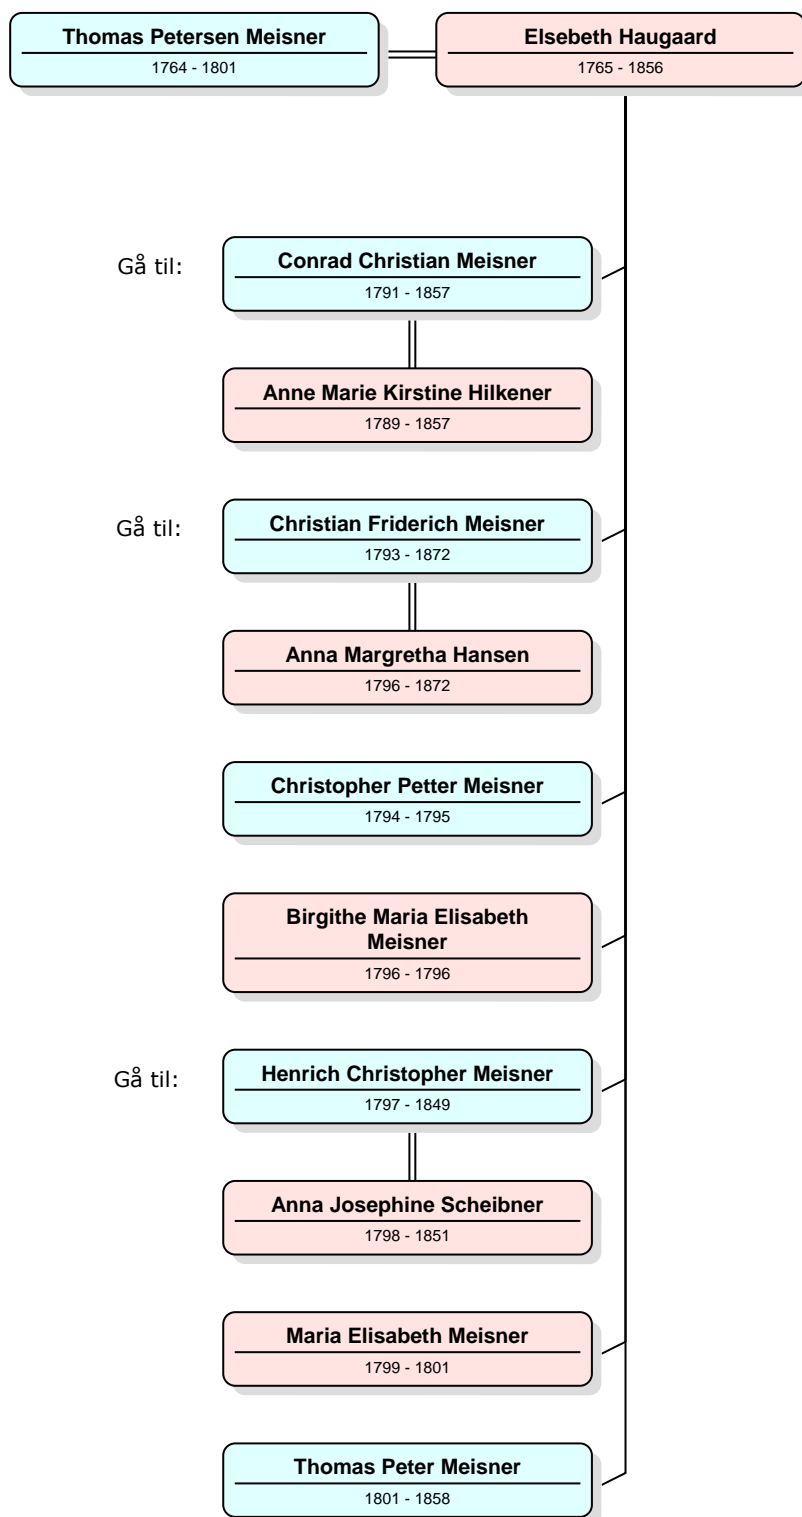 Thomas Petersen Meisner
1764 - 1801
Elsebeth Haugaard
1765 - 1856
Gå til:
Conrad Christian Meisner
1791 - 1857
Anne Marie Kirstine Hilkener
1789 - 1857
Gå til:
Christian Friderich Meisner
1793 - 1872
Anna Margretha Hansen
1796 - 1872
Christopher Petter Meisner
1794 - 1795
Birgithe Maria Elisabeth
Meisner
1796 - 1796
Gå til:
Henrich Christopher Meisner
1797 - 1849
Anna Josephine Scheibner
1798 - 1851
Maria Elisabeth Meisner
1799 - 1801
Thomas Peter Meisner
1801 - 1858